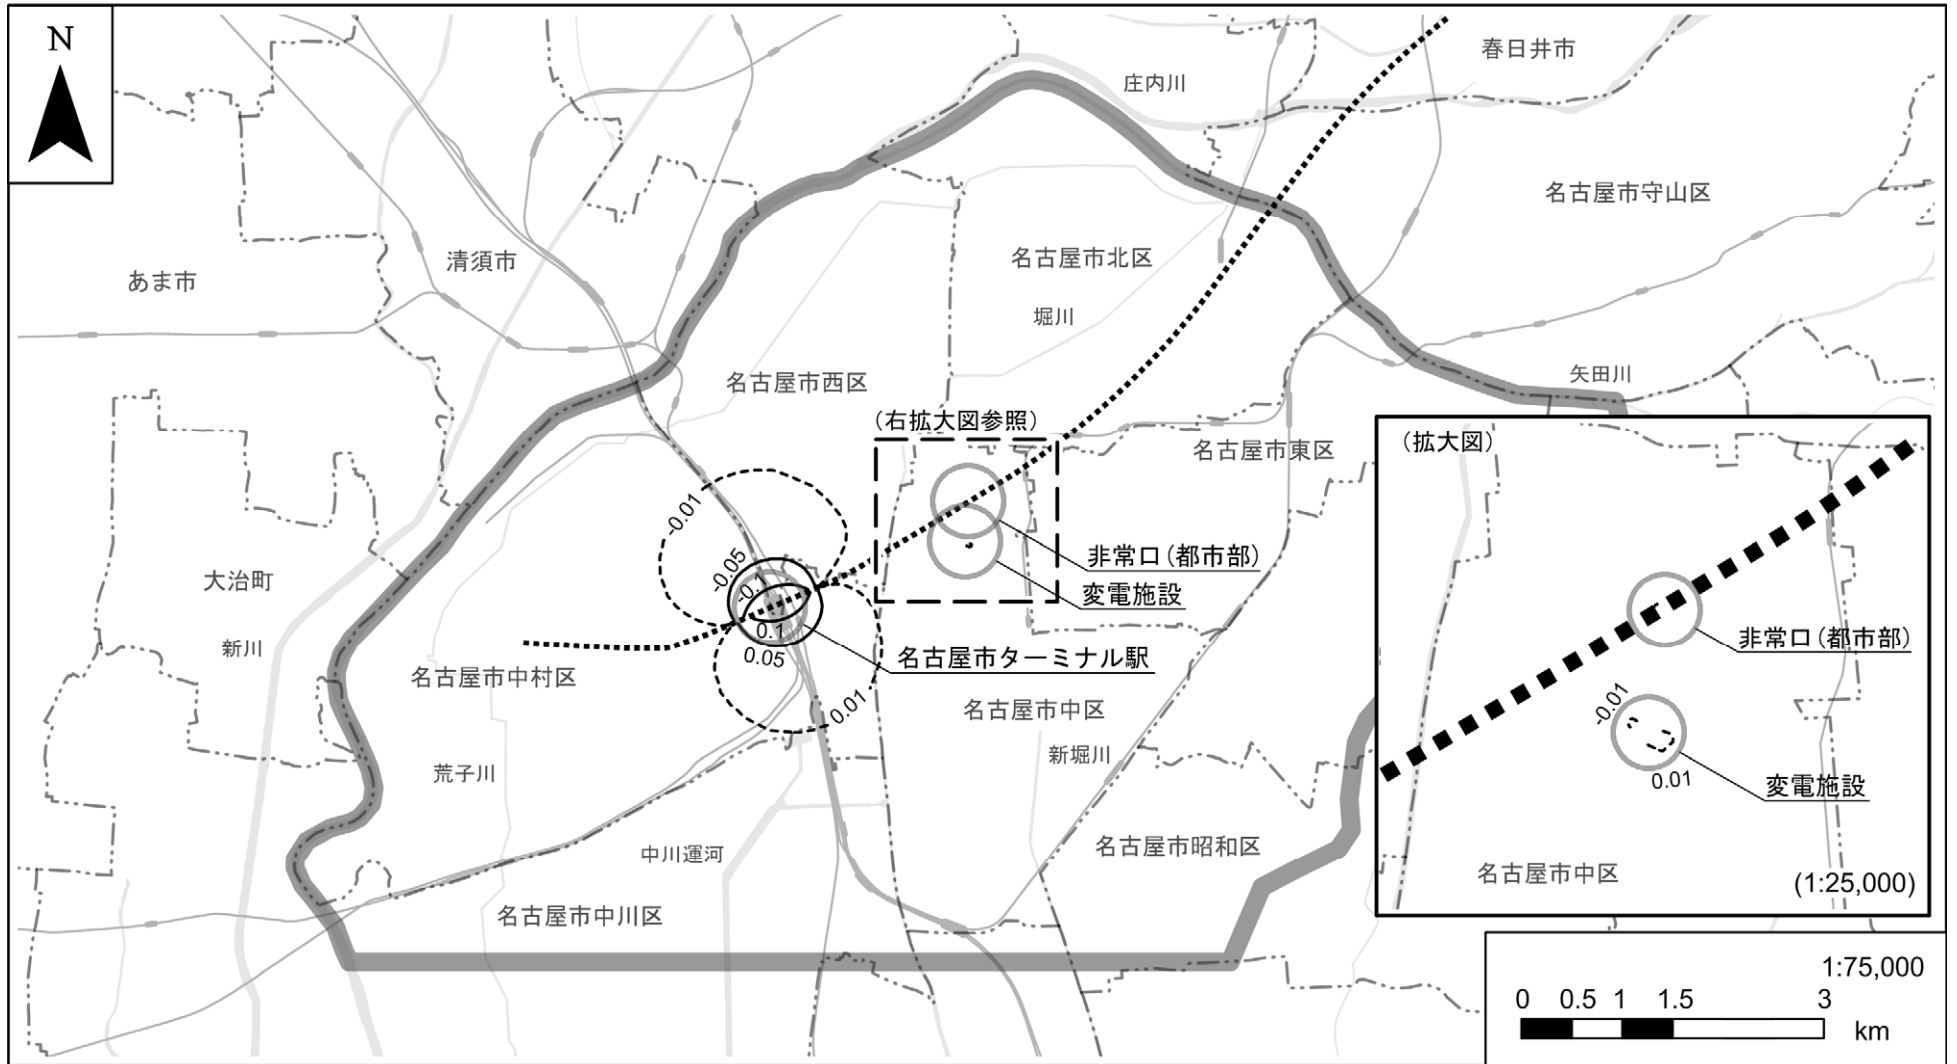 N
春日井市
庄内川
名古屋市守山区
名古屋市北区
清須市
あま市
堀川
矢田川
名古屋市西区
(右拡大図参照)
名古屋市東区
(拡大図)
-0.01
-0.05
-0.1
0.1
0.05
0.01
非常口(都市部)
変電施設
大治町
新川
名古屋市ターミナル駅
名古屋市中村区
名古屋市中区
新堀川
荒子川
中川運河
名古屋市昭和区
名古屋市中川区
非常口(都市部)
-0.01
0.01
変電施設
名古屋市中区
(1:25,000)
1:75,000
0 0.5 1 1.5 3
km